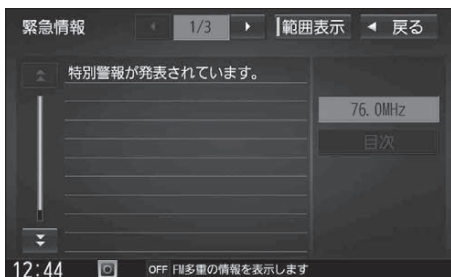 緊急情報 1/3 範囲表示 戻る
特別警報が発表されています。
76.0MHz
目次
12:44 OFF FM多重の情報を表示します